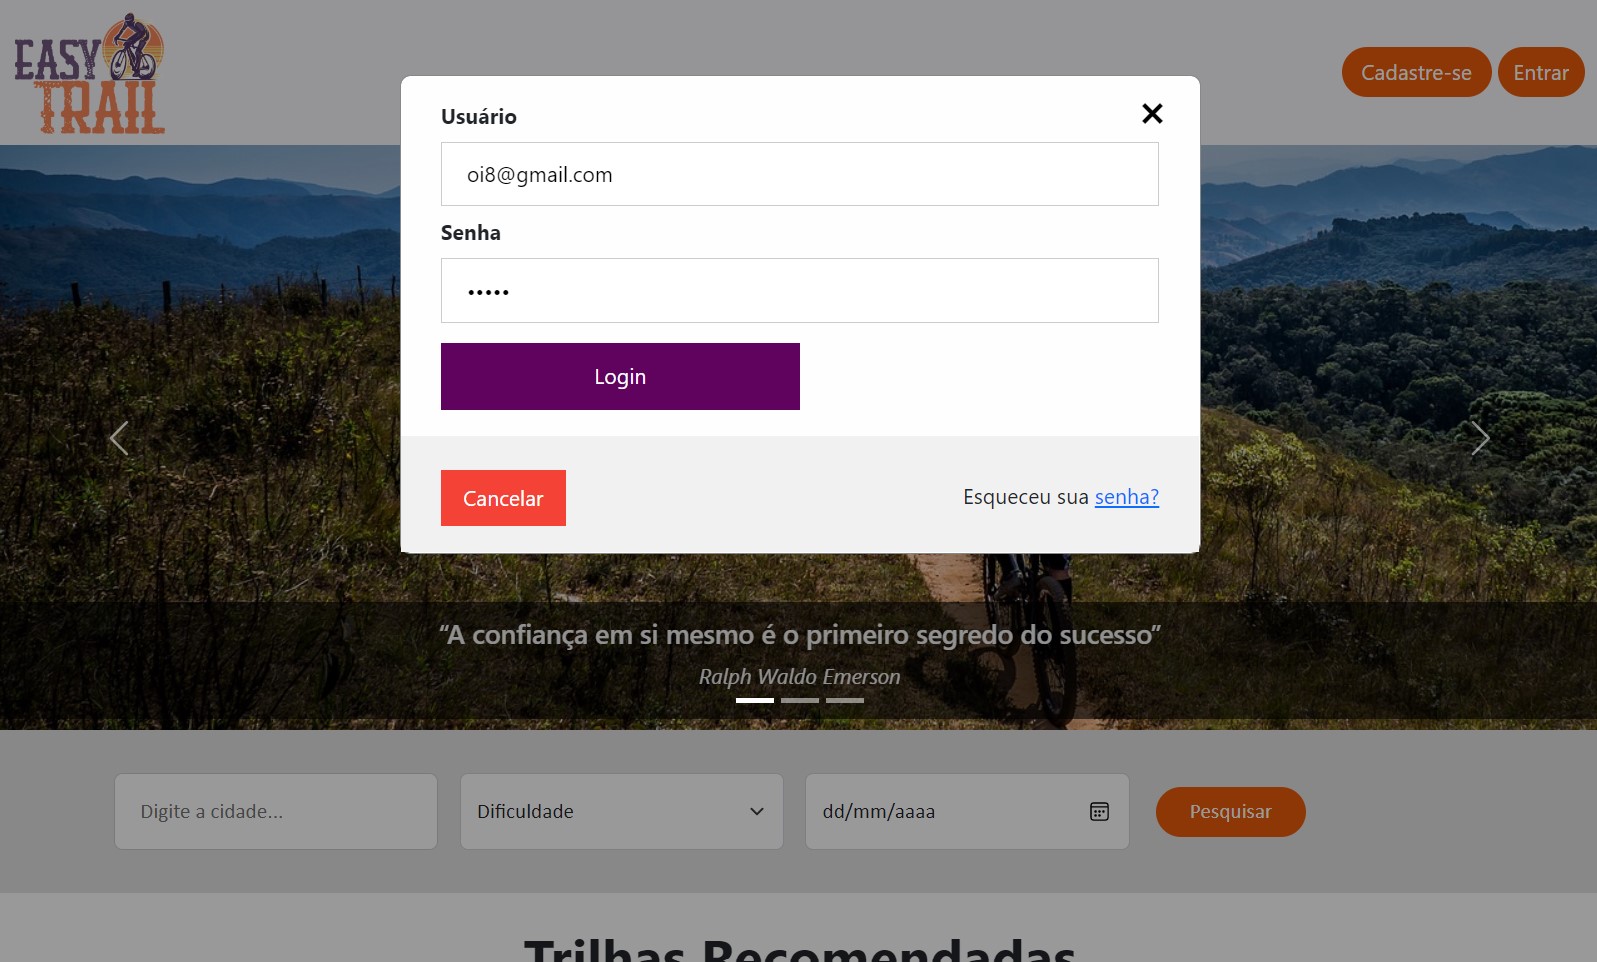 EASY
TRAIL
Cadastre-se
Entrar
Usuário
oi8@gmail.com
Senha
•••••
Login
Cancelar
Esqueceu sua senha?
“A confiança em si mesmo é o primeiro segredo do sucesso”
Ralph Waldo Emerson
Digite a cidade...
Dificuldade
dd/mm/aaaa
Pesquisar
Trilhas Recomendadas